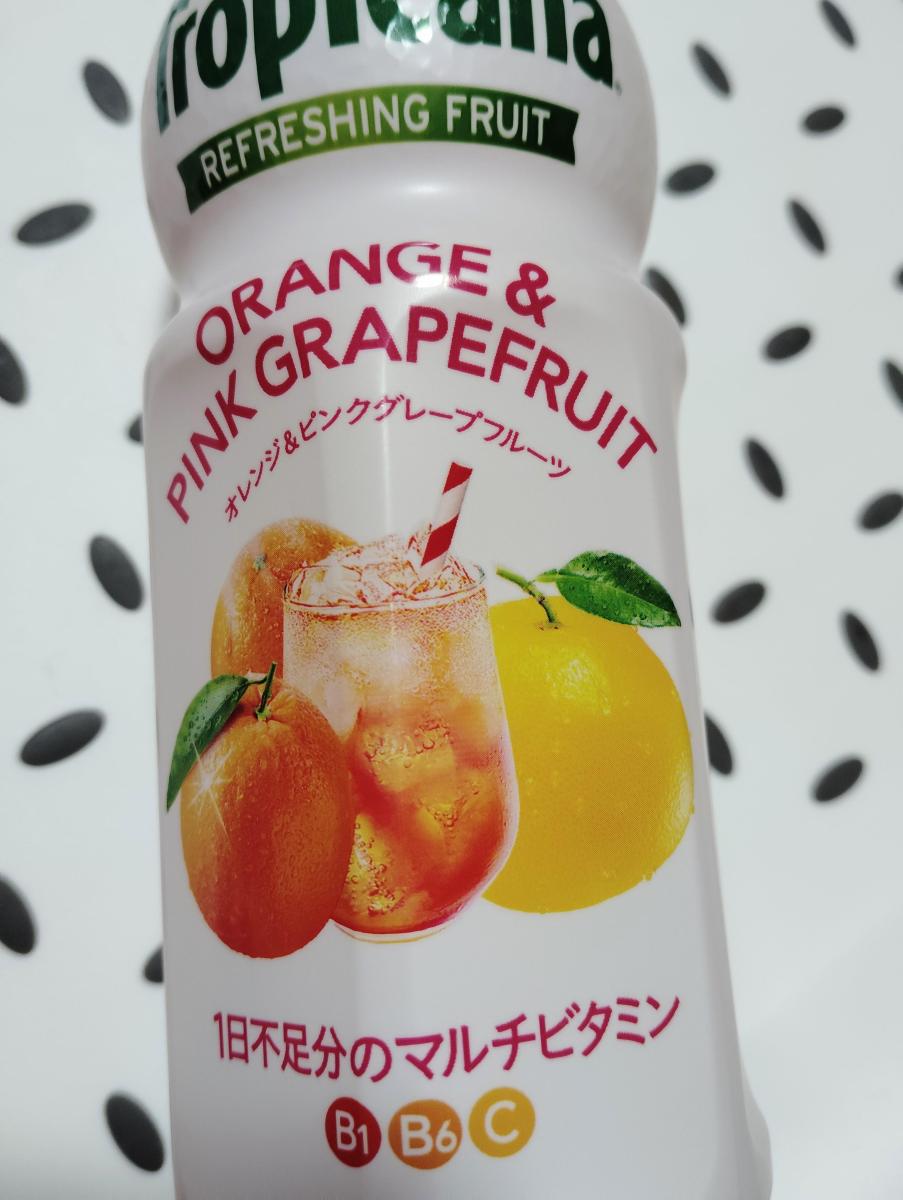 Tropicana
REFRESHING FRUIT
ORANGE &
PINK GRAPEFRUIT
オレンジ&ピンクグレープフルーツ
1日不足分のマルチビタミン
B1 B6 C